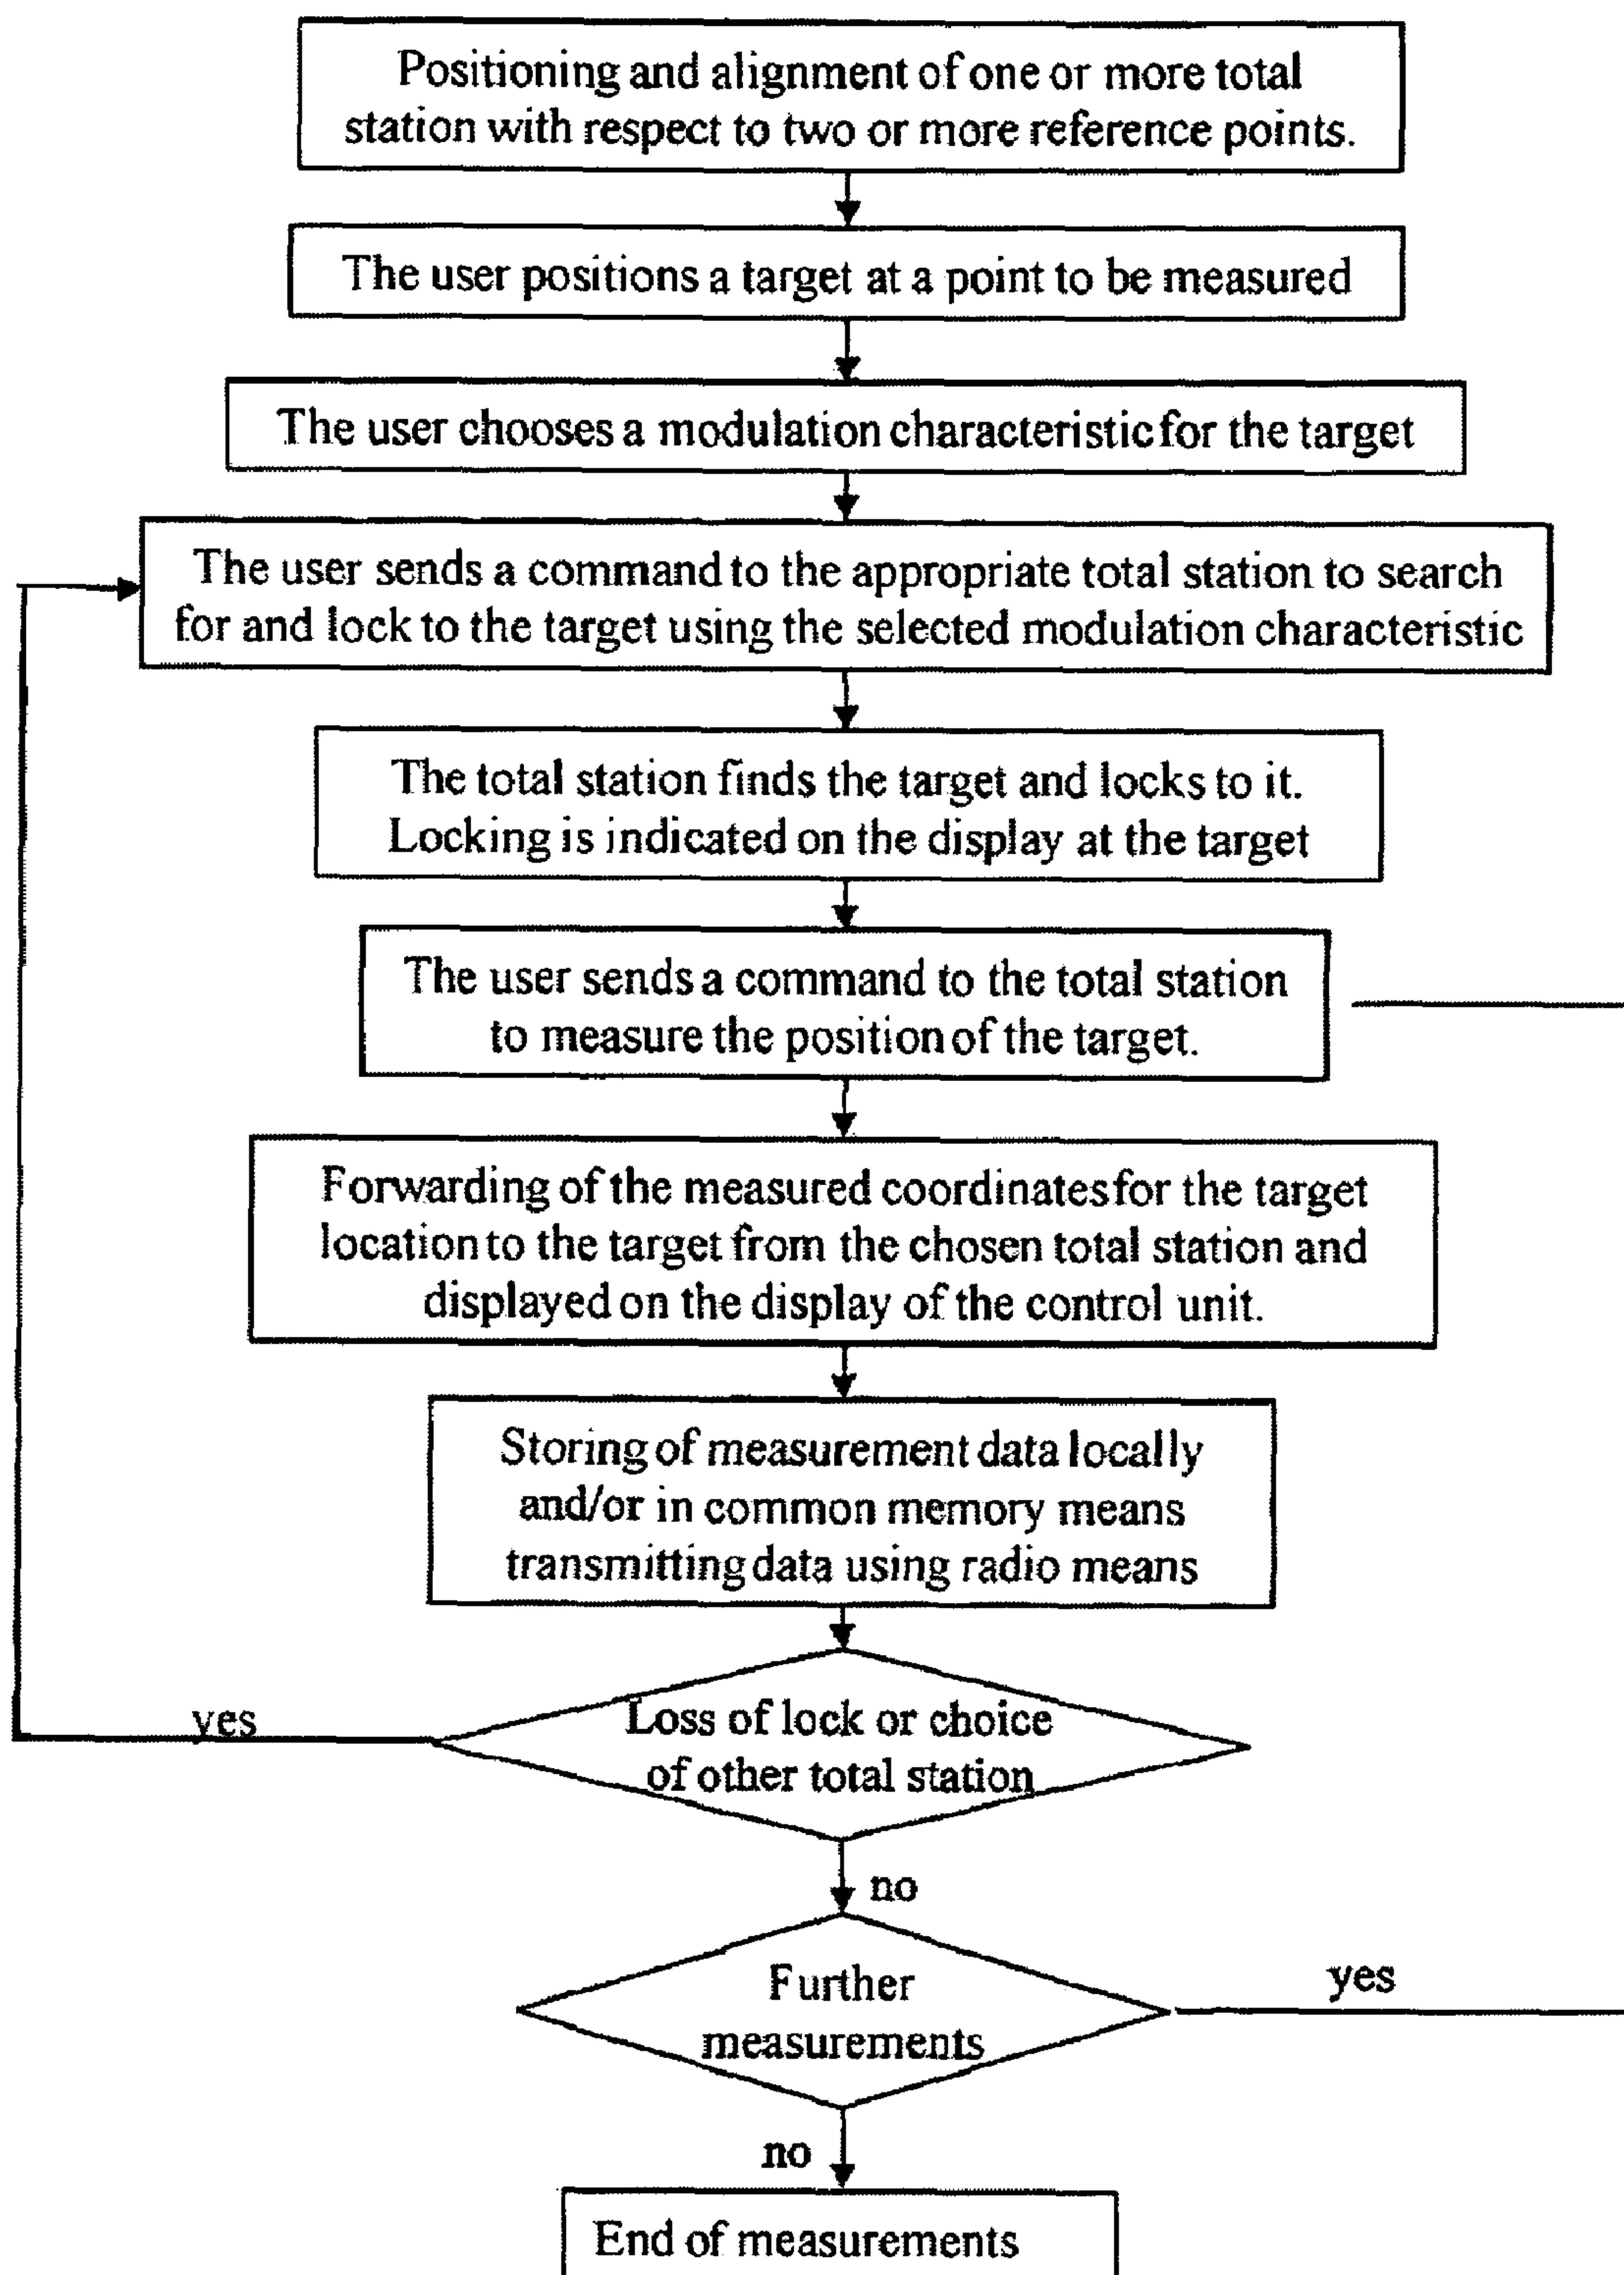 Positioning and alignment of one or more total
station with respect to two or more reference points.
The user positions a target at a point to be measured
The user chooses a modulation characteristic for the target
The user sends a command to the appropriate total station to search
for and lock to the target using the selected modulation characteristic
The total station finds the target and locks to it.
Locking is indicated on the display at the target
The user sends a command to the total station
to measure the position of the target.
Forwarding of the measured coordinates for the target
location to the target from the chosen total station and
displayed on the display of the control unit.
Storing of measurement data locally
and/or in common memory means
transmitting data using radio means
yes
Loss of lock or choice
of other total station
no
Further
measurements
yes
no
End of measurements